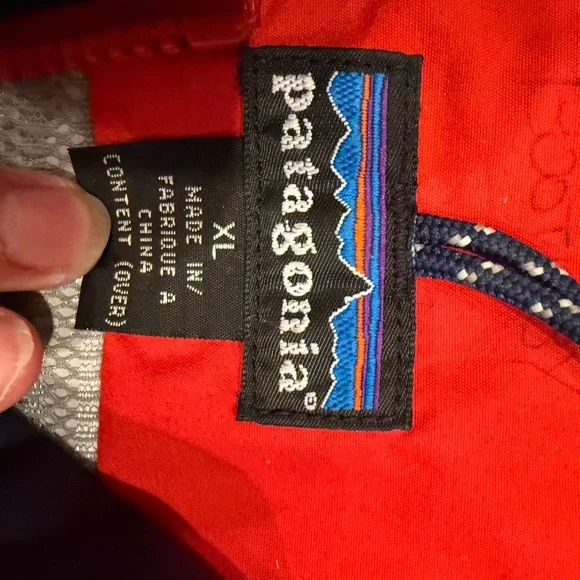 patagonia®
XL
MADE IN/
FABRIQUE A
CHINA
CONTENT (OVER)